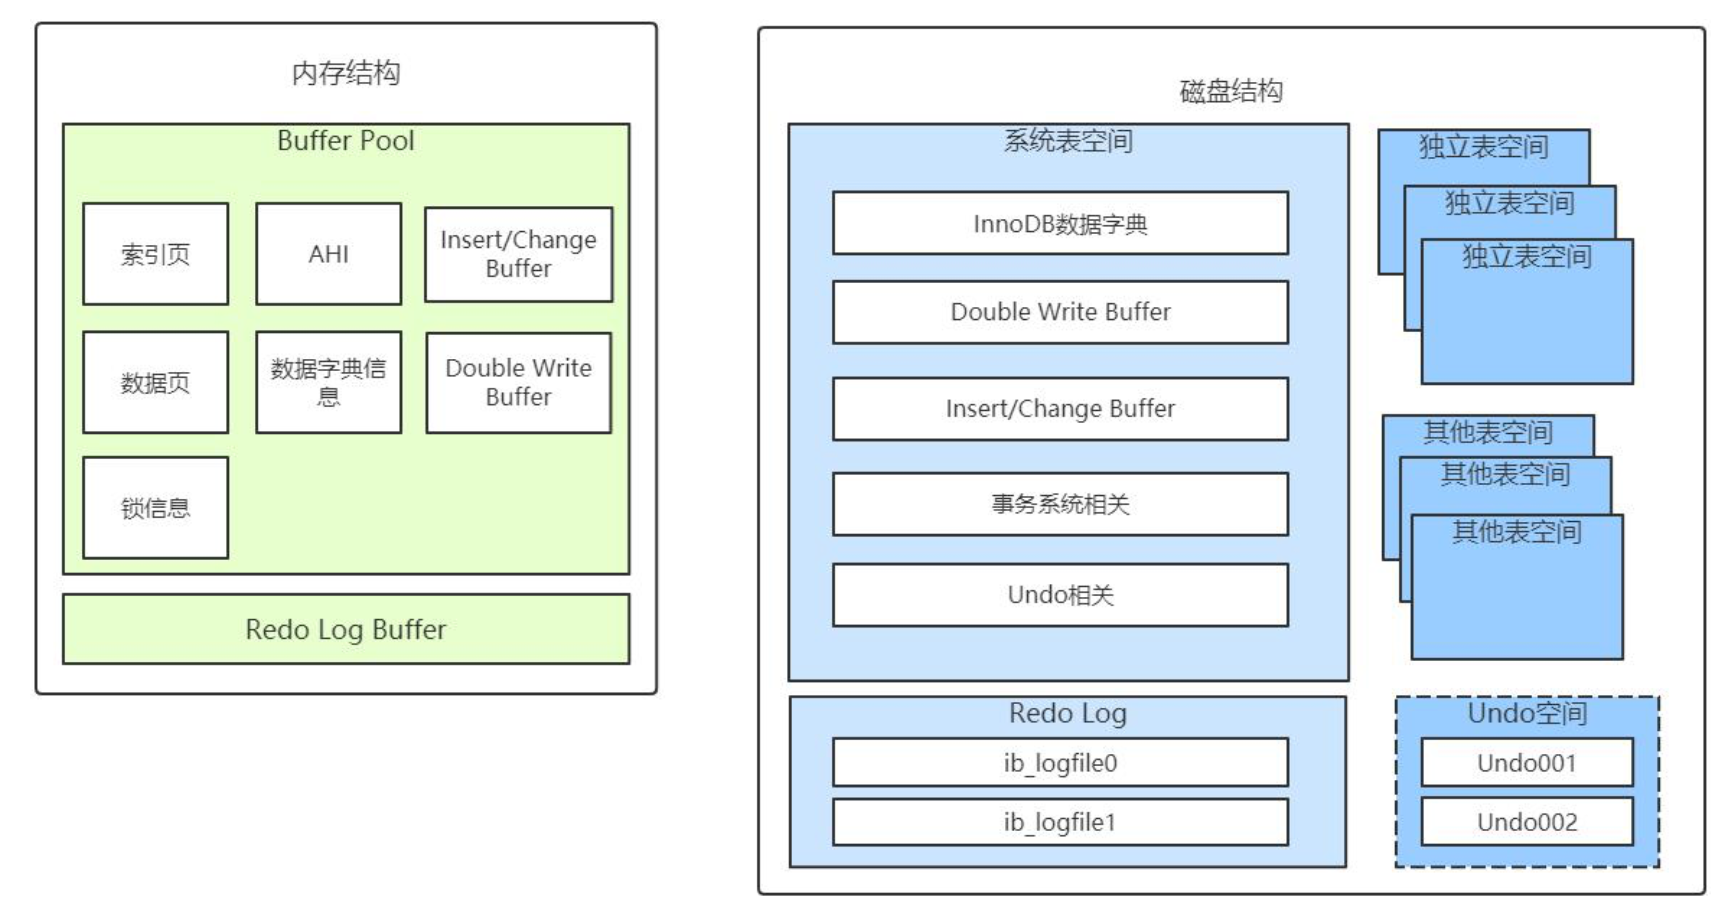 内存结构
Buffer Pool
索引页
AHI
Insert/Change
Buffer
数据页
数据字典信
息
Double Write
Buffer
锁信息
Redo Log Buffer
磁盘结构
系统表空间
InnoDB数据字典
Double Write Buffer
Insert/Change Buffer
事务系统相关
Undo相关
Redo Log
ib_logfile0
ib_logfile1
独立表空间
独立表空间
独立表空间
其他表空间
其他表空间
其他表空间
Undo空间
Undo001
Undo002